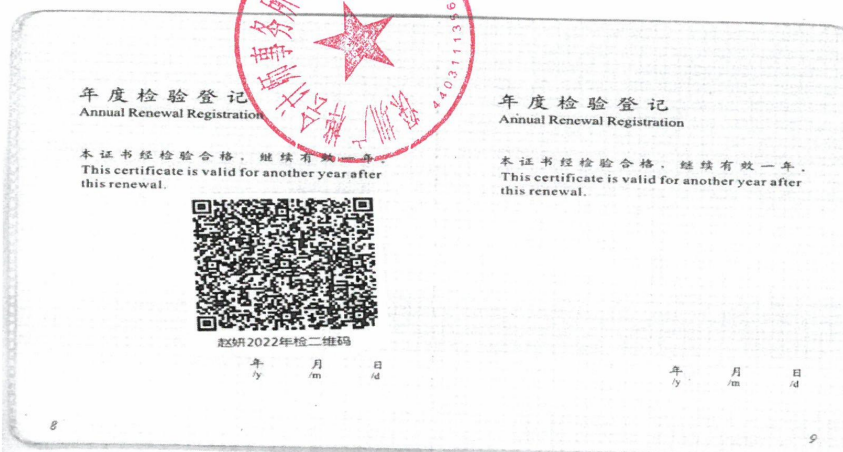 年度检验登记
Annual Renewal Registration
本证书经检验合格，继续有效一年．
This certificate is valid for another year after
this renewal.
赵妍2022年检二维码
年 月 日
/y /m /d
8
年度检验登记
Annual Renewal Registration
本证书经检验合格，继续有效一年．
This certificate is valid for another year after
this renewal.
年 月 日
/y /m /d
9